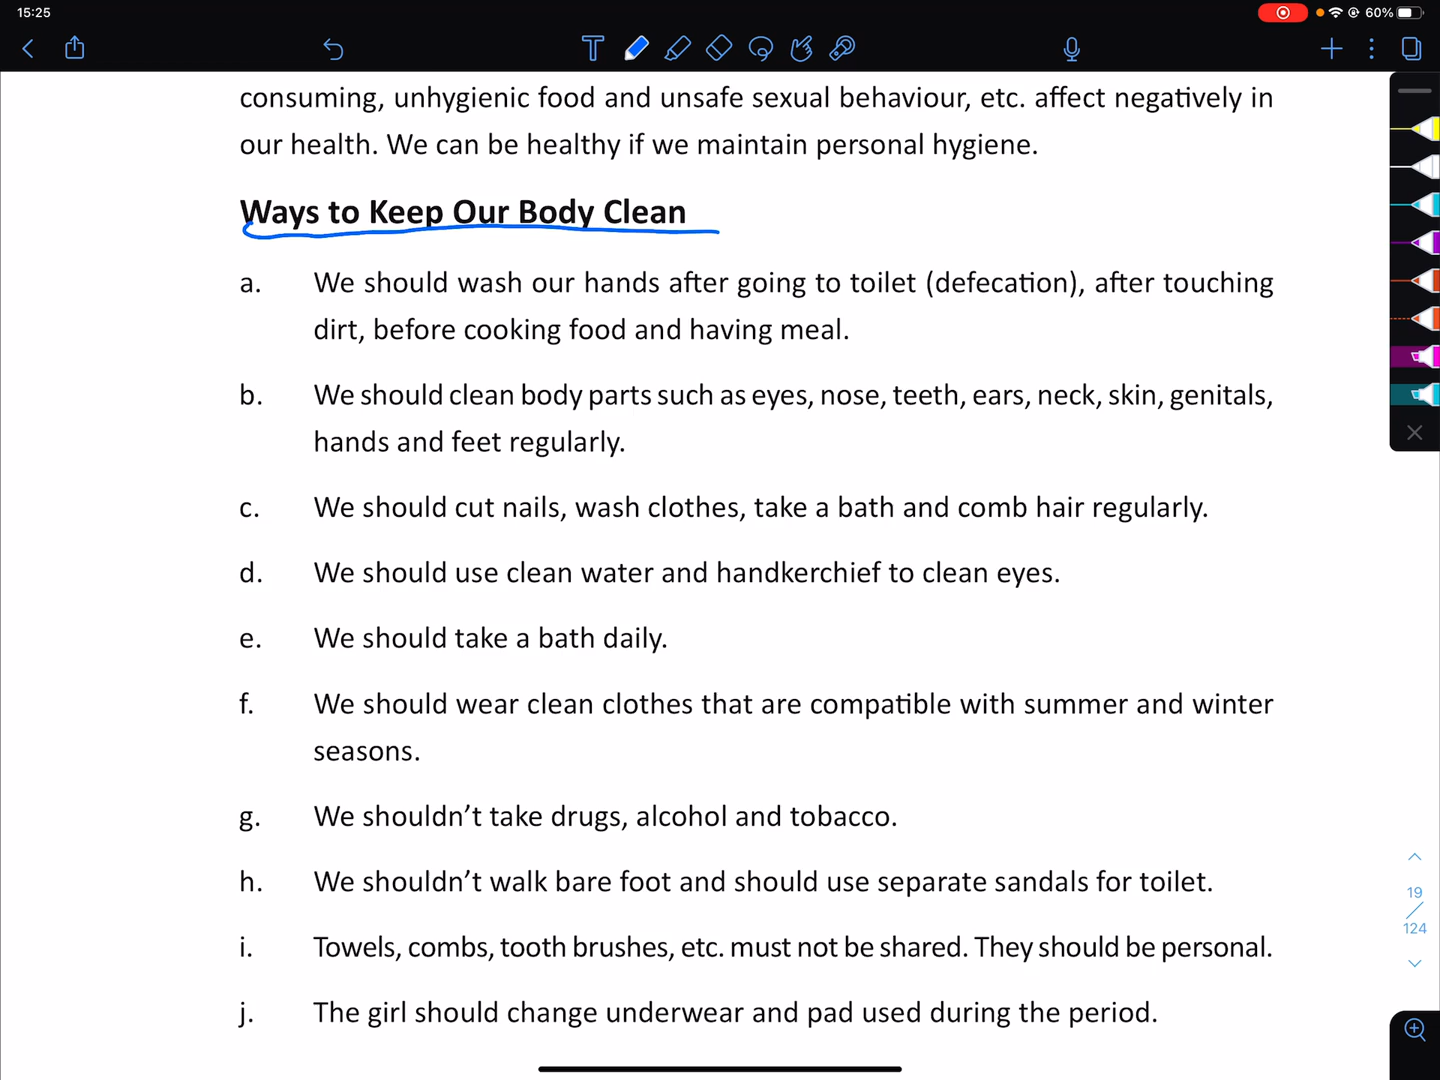 15:25
60%
consuming, unhygienic food and unsafe sexual behaviour, etc. affect negatively in
our health. We can be healthy if we maintain personal hygiene.
Ways to Keep Our Body Clean
a. We should wash our hands after going to toilet (defecation), after touching
dirt, before cooking food and having meal.
b. We should clean body parts such as eyes, nose, teeth, ears, neck, skin, genitals,
hands and feet regularly.
c. We should cut nails, wash clothes, take a bath and comb hair regularly.
d. We should use clean water and handkerchief to clean eyes.
e. We should take a bath daily.
f. We should wear clean clothes that are compatible with summer and winter
seasons.
g. We shouldn’t take drugs, alcohol and tobacco.
h. We shouldn’t walk bare foot and should use separate sandals for toilet.
i. Towels, combs, tooth brushes, etc. must not be shared. They should be personal.
j. The girl should change underwear and pad used during the period.
19
124